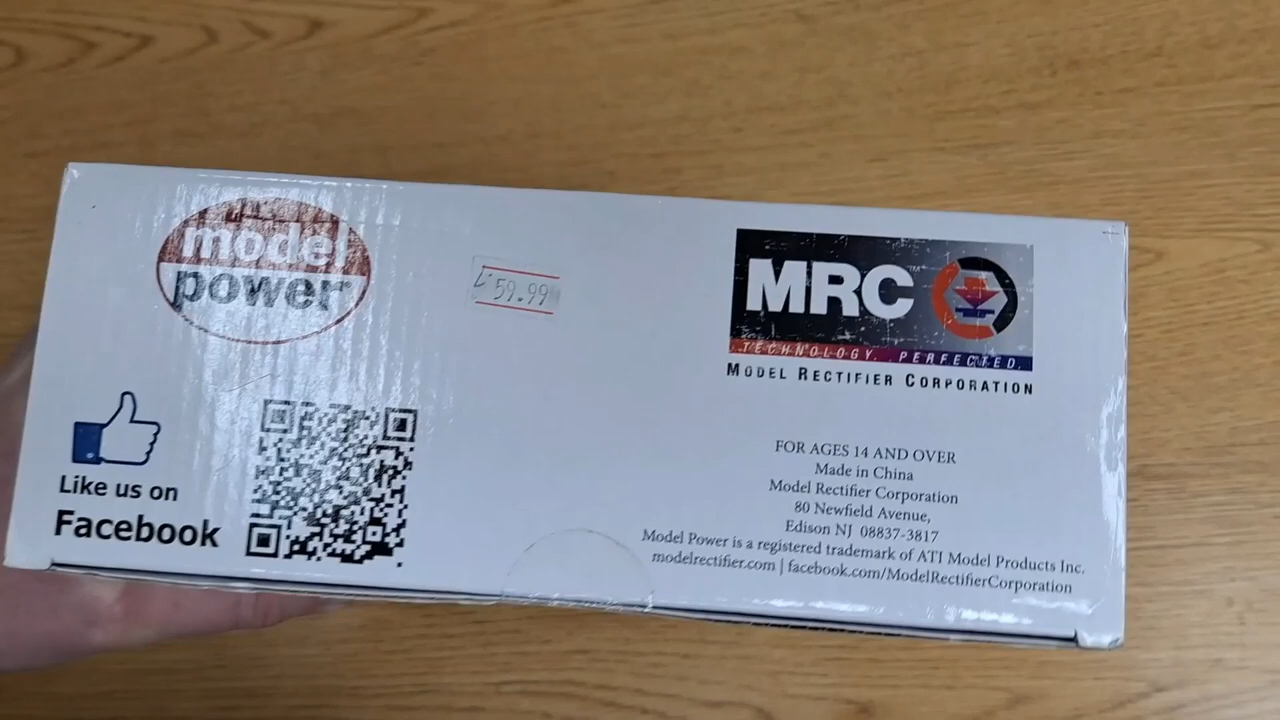 model
power
59.99
MRC™
TECHNOLOGY. PERFECTED.
MODEL RECTIFIER CORPORATION
Like us on
Facebook
FOR AGES 14 AND OVER
Made in China
Model Rectifier Corporation
80 Newfield Avenue,
Edison NJ 08837-3817
Model Power is a registered trademark of ATI Model Products Inc.
modelrectifier.com | facebook.com/ModelRectifierCorporation